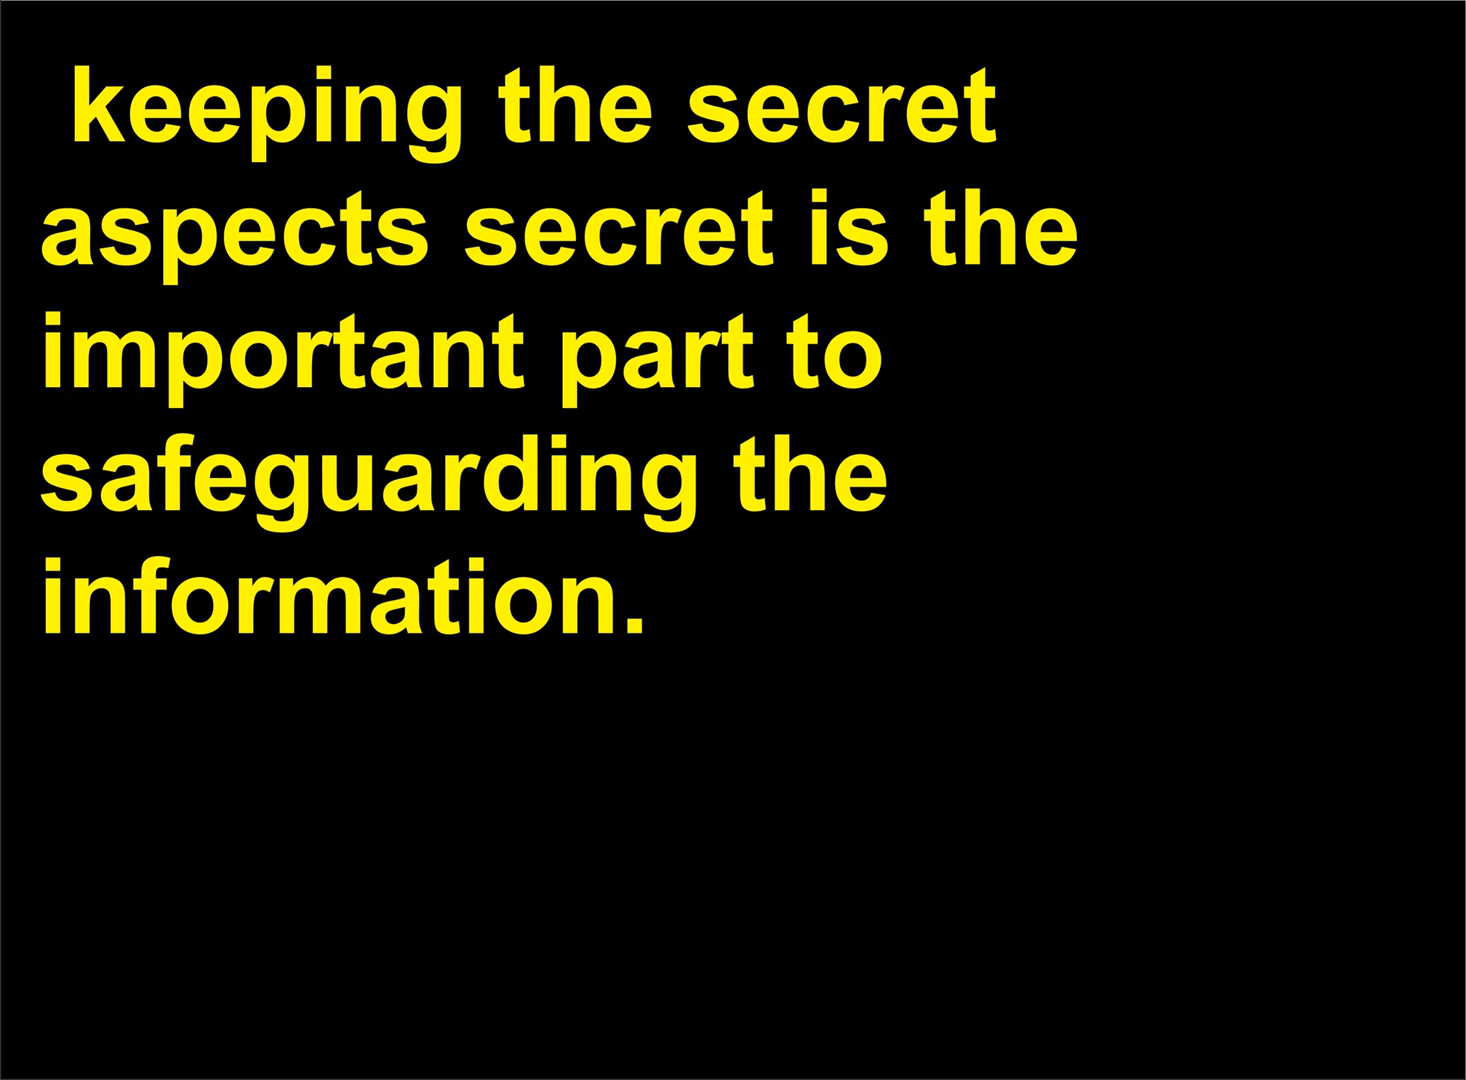 keeping the secret
aspects secret is the
important part to
safeguarding the
information.